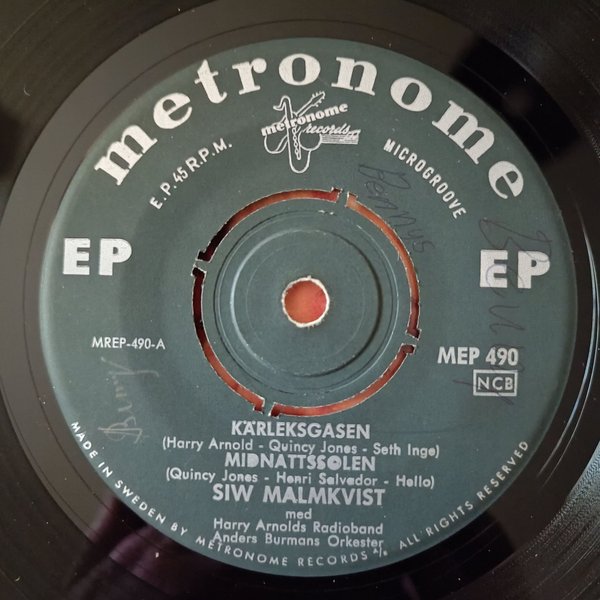 metronome
metronome
records
E.P. 45 R.P.M.
MICROGROOVE
Bennys
EP
EP
MREP-490-A
MEP 490
NCB
Benny
KÄRLEKSGASEN
(Harry Arnold - Quincy Jones - Seth Inge)
MIDNATTSSOLEN
(Quincy Jones - Henri Salvador - Hello)
SIW MALMKVIST
med
Harry Arnolds Radioband
Anders Burmans Orkester
MADE IN SWEDEN BY METRONOME RECORDS A/B ALL RIGHTS RESERVED